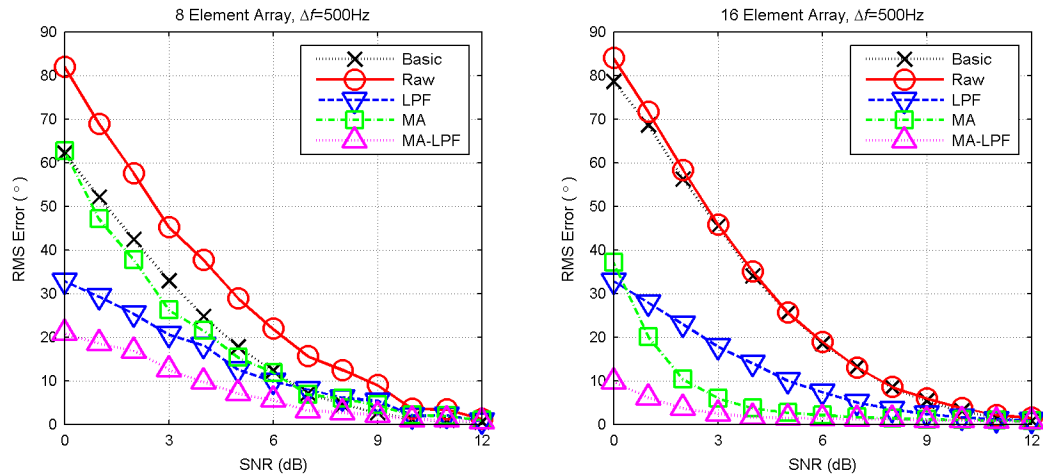 8 Element Array, Δf=500Hz
90
80
70
60
50
40
30
20
10
0
RMS Error (°)
0 3 6 9 12
SNR (dB)
Basic
Raw
LPF
MA
MA-LPF
16 Element Array, Δf=500Hz
90
80
70
60
50
40
30
20
10
0
RMS Error (°)
0 3 6 9 12
SNR (dB)
Basic
Raw
LPF
MA
MA-LPF